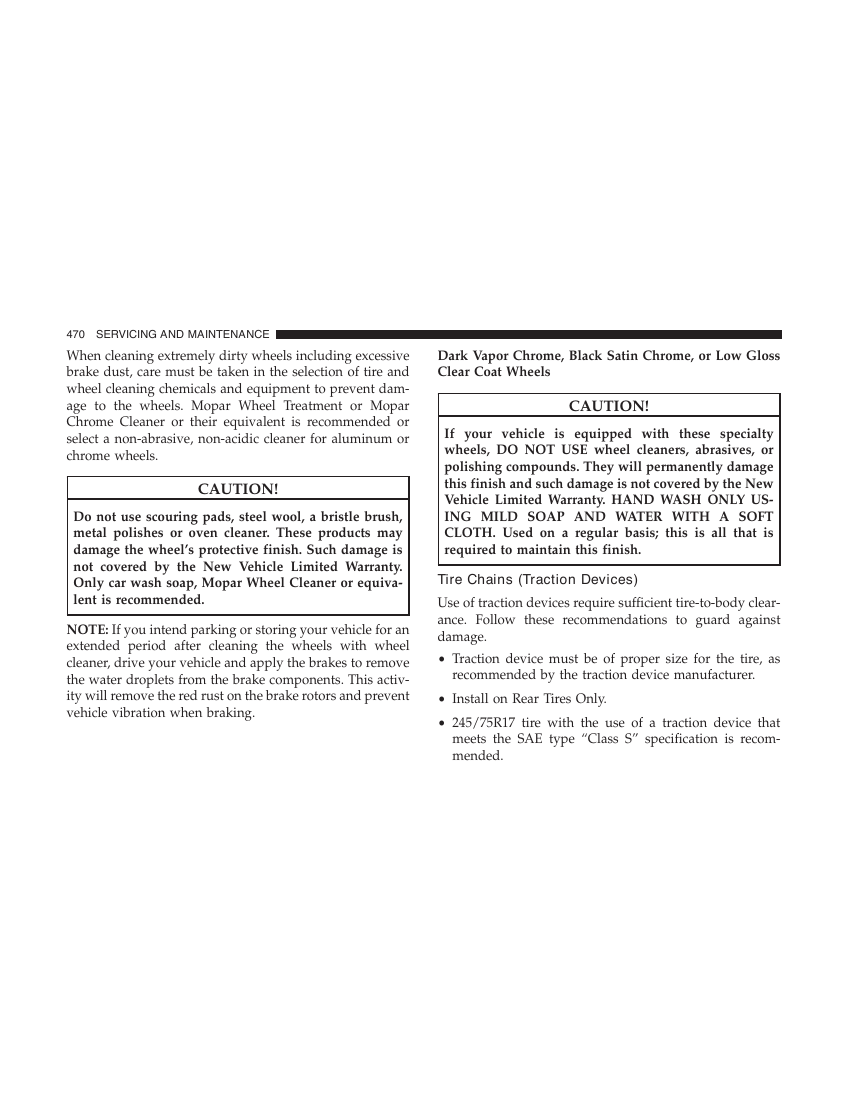 470 SERVICING AND MAINTENANCE
When cleaning extremely dirty wheels including excessive
brake dust, care must be taken in the selection of tire and
wheel cleaning chemicals and equipment to prevent dam-
age to the wheels. Mopar Wheel Treatment or Mopar
Chrome Cleaner or their equivalent is recommended or
select a non-abrasive, non-acidic cleaner for aluminum or
chrome wheels.
CAUTION!
Do not use scouring pads, steel wool, a bristle brush,
metal polishes or oven cleaner. These products may
damage the wheel’s protective finish. Such damage is
not covered by the New Vehicle Limited Warranty.
Only car wash soap, Mopar Wheel Cleaner or equiva-
lent is recommended.
NOTE: If you intend parking or storing your vehicle for an
extended period after cleaning the wheels with wheel
cleaner, drive your vehicle and apply the brakes to remove
the water droplets from the brake components. This activ-
ity will remove the red rust on the brake rotors and prevent
vehicle vibration when braking.
Dark Vapor Chrome, Black Satin Chrome, or Low Gloss
Clear Coat Wheels
CAUTION!
If your vehicle is equipped with these specialty
wheels, DO NOT USE wheel cleaners, abrasives, or
polishing compounds. They will permanently damage
this finish and such damage is not covered by the New
Vehicle Limited Warranty. HAND WASH ONLY US-
ING MILD SOAP AND WATER WITH A SOFT
CLOTH. Used on a regular basis; this is all that is
required to maintain this finish.
Tire Chains (Traction Devices)
Use of traction devices require sufficient tire-to-body clear-
ance. Follow these recommendations to guard against
damage.
• Traction device must be of proper size for the tire, as
recommended by the traction device manufacturer.
• Install on Rear Tires Only.
• 245/75R17 tire with the use of a traction device that
meets the SAE type “Class S” specification is recom-
mended.